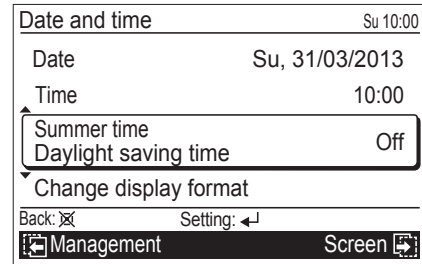 Date and time Su 10:00
Date Su, 31/03/2013
Time 10:00
Summer time
Daylight saving time Off
Change display format
Back: Setting:
Management Screen